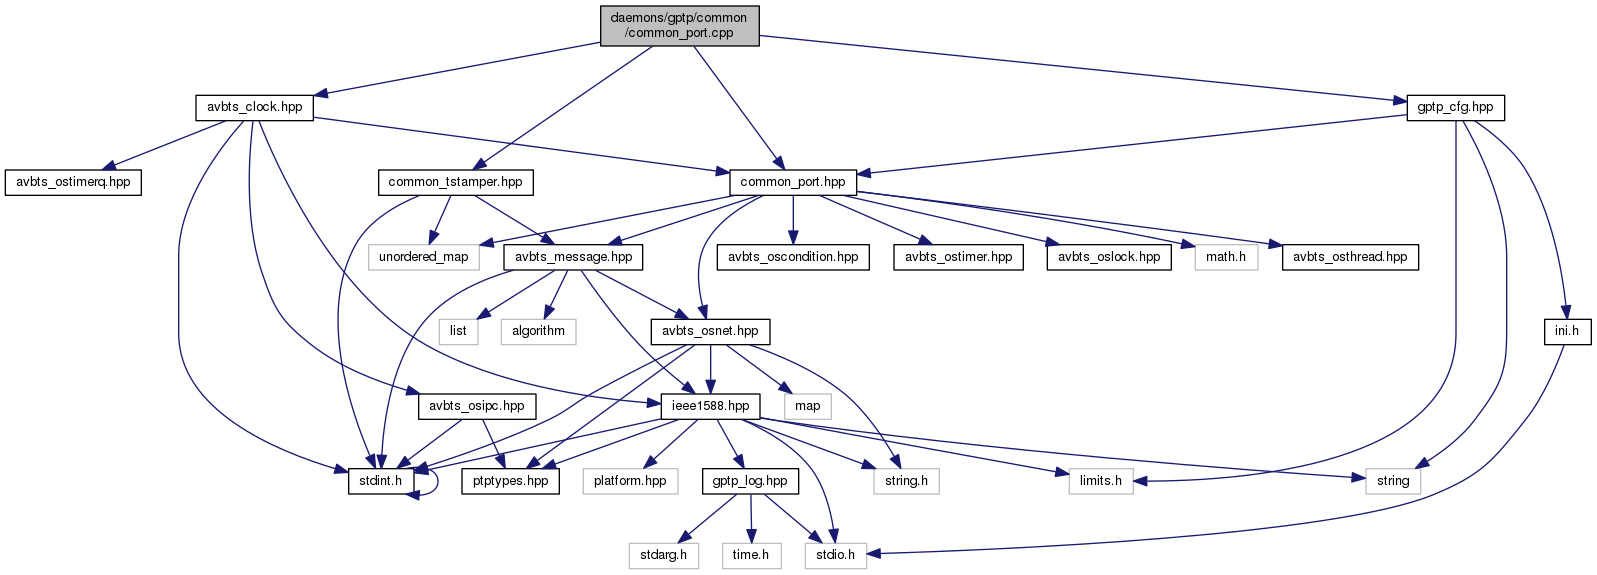 daemons/gptp/common
/common_port.cpp
avbts_clock.hpp
gptp_cfg.hpp
avbts_ostimerq.hpp
common_tstamper.hpp
common_port.hpp
unordered_map
avbts_message.hpp
avbts_oscondition.hpp
avbts_ostimer.hpp
avbts_oslock.hpp
math.h
avbts_osthread.hpp
list
algorithm
avbts_osnet.hpp
ini.h
avbts_osipc.hpp
ieee1588.hpp
map
stdint.h
ptptypes.hpp
platform.hpp
gptp_log.hpp
string.h
limits.h
string
stdarg.h
time.h
stdio.h